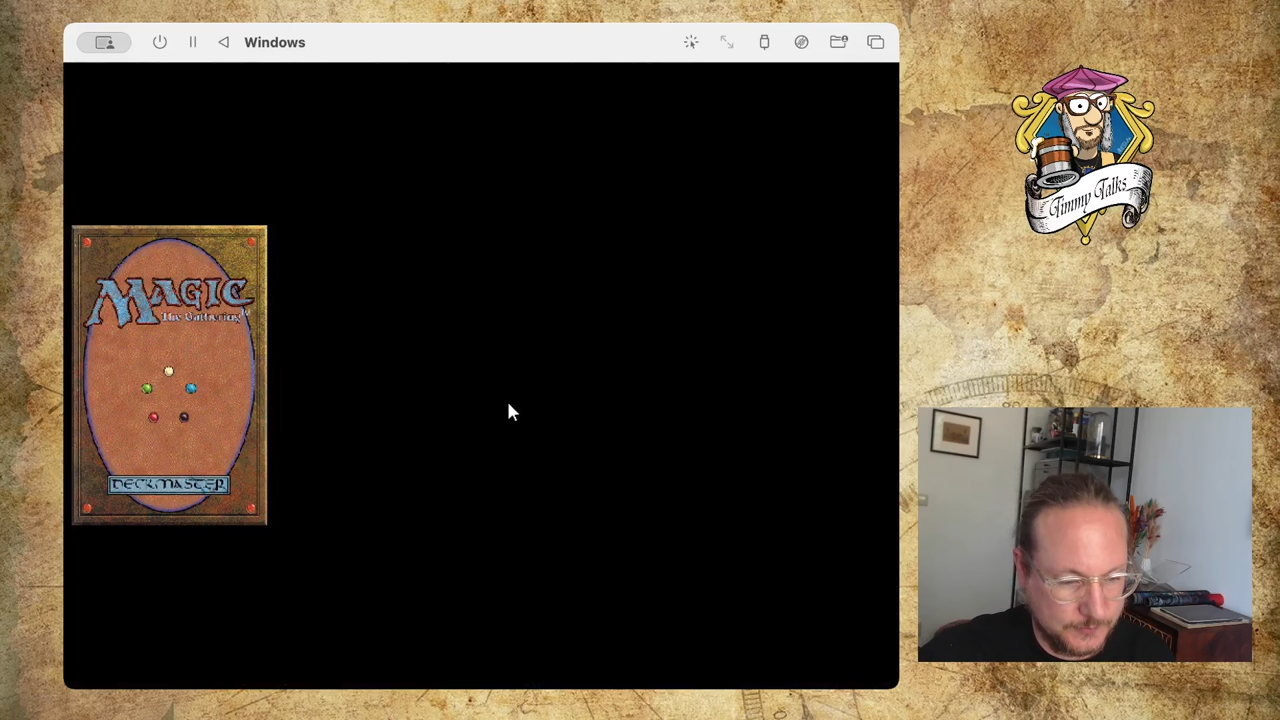 Windows
MAGIC
The Gathering
DECKMASTER
Timmy Talks